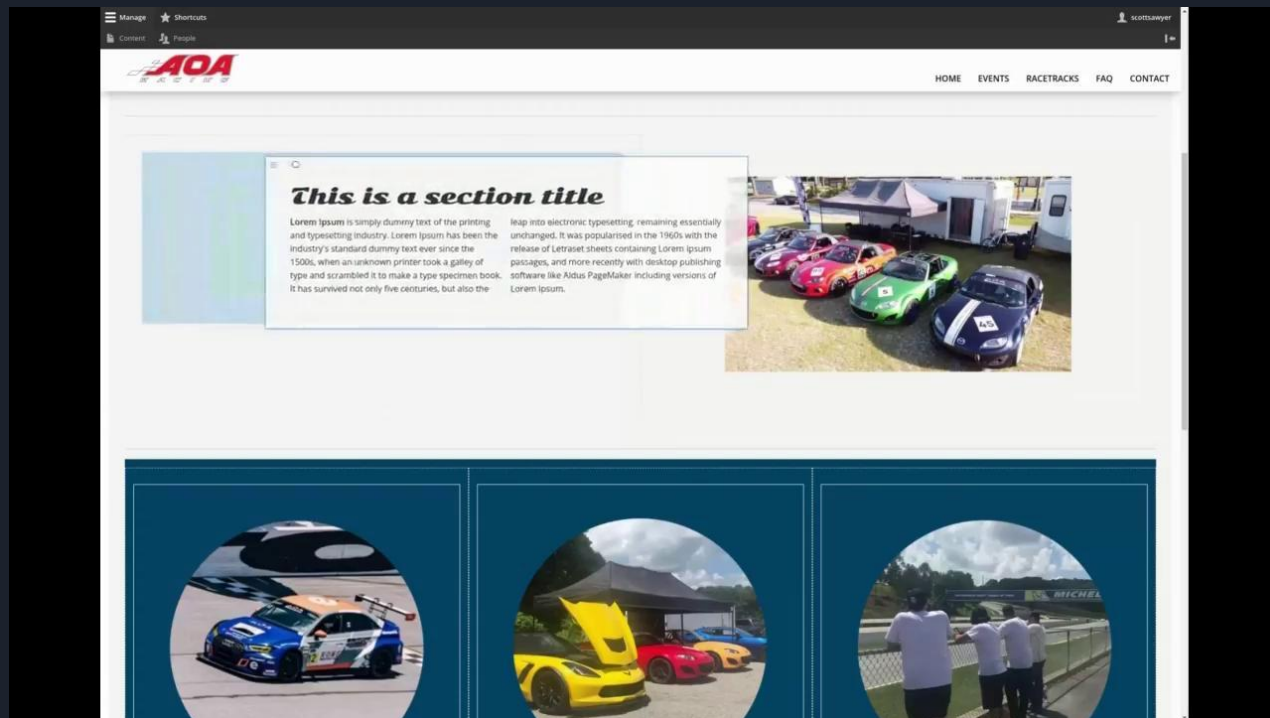 Manage Shortcuts scottsawyer
Content People
AOA
RACING
HOME EVENTS RACETRACKS FAQ CONTACT
This is a section title
Lorem Ipsum is simply dummy text of the printing
and typesetting industry. Lorem Ipsum has been the
industry's standard dummy text ever since the
1500s, when an unknown printer took a galley of
type and scrambled it to make a type specimen book.
It has survived not only five centuries, but also the
leap into electronic typesetting, remaining essentially
unchanged. It was popularised in the 1960s with the
release of Letraset sheets containing Lorem Ipsum
passages, and more recently with desktop publishing
software like Aldus PageMaker including versions of
Lorem Ipsum.
5
45
MICHEL